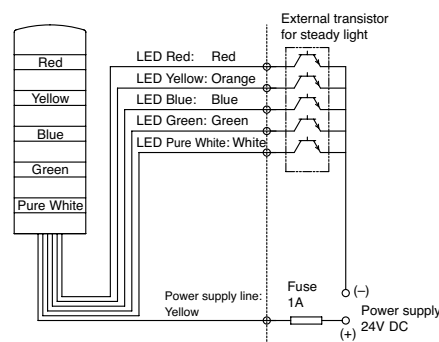 External transistor
for steady light
Red
Yellow
Blue
Green
Pure White
LED Red: Red
LED Yellow: Orange
LED Blue: Blue
LED Green: Green
LED Pure White: White
Power supply line:
Yellow
Fuse
1A
(–)
Power supply
24V DC
(+)